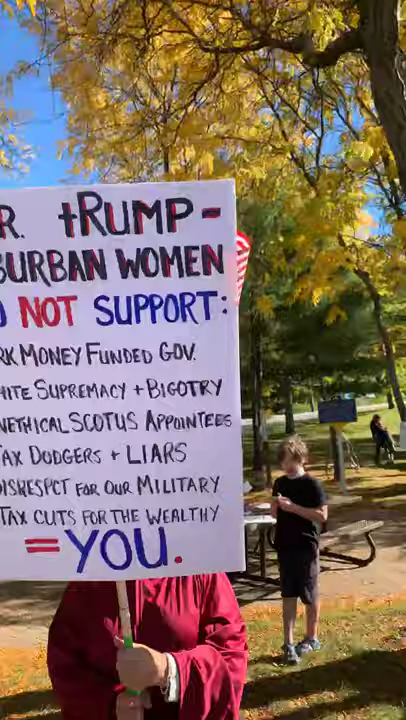 R. tRUMP-
BURBAN WOMEN
O NOT SUPPORT:
RK MONEY FUNDED GOV.
HITE SUPREMACY + BIGOTRY
NETHICAL SCOTUS APPOINTEES
TAX DODGERS + LIARS
DISRESPCT FOR OUR MILITARY
TAX CUTS FOR THE WEALTHY
=YOU.